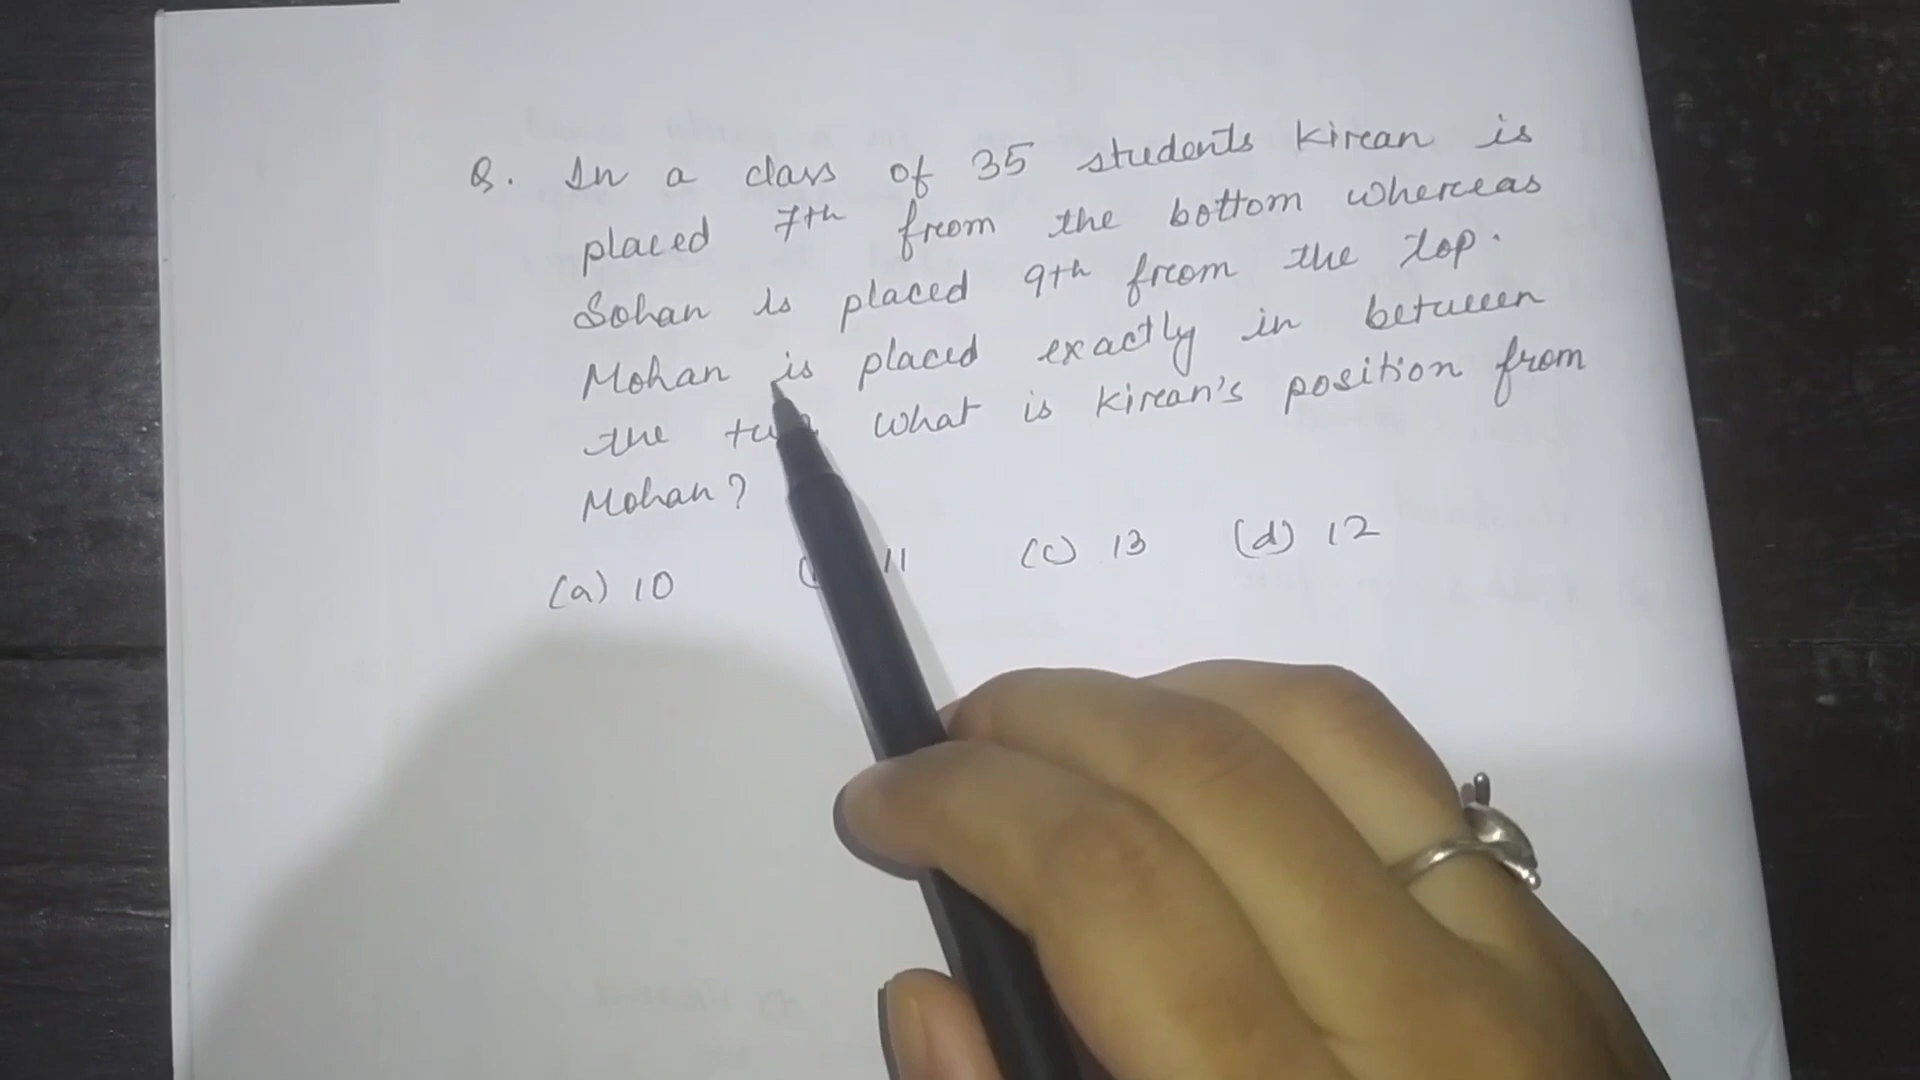 Q. In a class of 35 students Kiran is
placed 7th from the bottom whereas
Sohan is placed 9th from the top.
Mohan is placed exactly in between
the what is kiran's position from
Mohan?
(a) 10 11 (c) 13 (d) 12